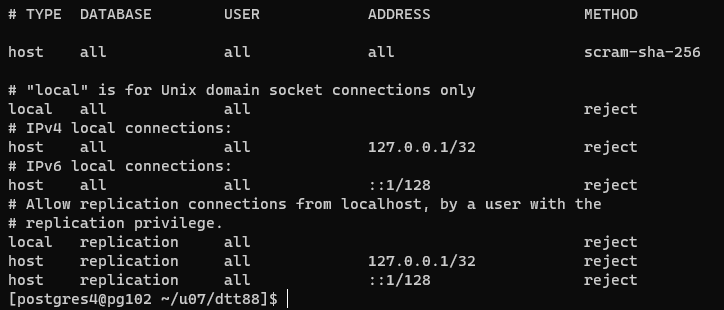 # TYPE  DATABASE        USER            ADDRESS                 METHOD
host    all             all             all                     scram-sha-256
# "local" is for Unix domain socket connections only
local   all             all                                     reject
# IPv4 local connections:
host    all             all             127.0.0.1/32            reject
# IPv6 local connections:
host    all             all             ::1/128                 reject
# Allow replication connections from localhost, by a user with the
# replication privilege.
local   replication     all                                     reject
host    replication     all             127.0.0.1/32            reject
host    replication     all             ::1/128                 reject
[postgres4@pg102 ~/u07/dtt88]$